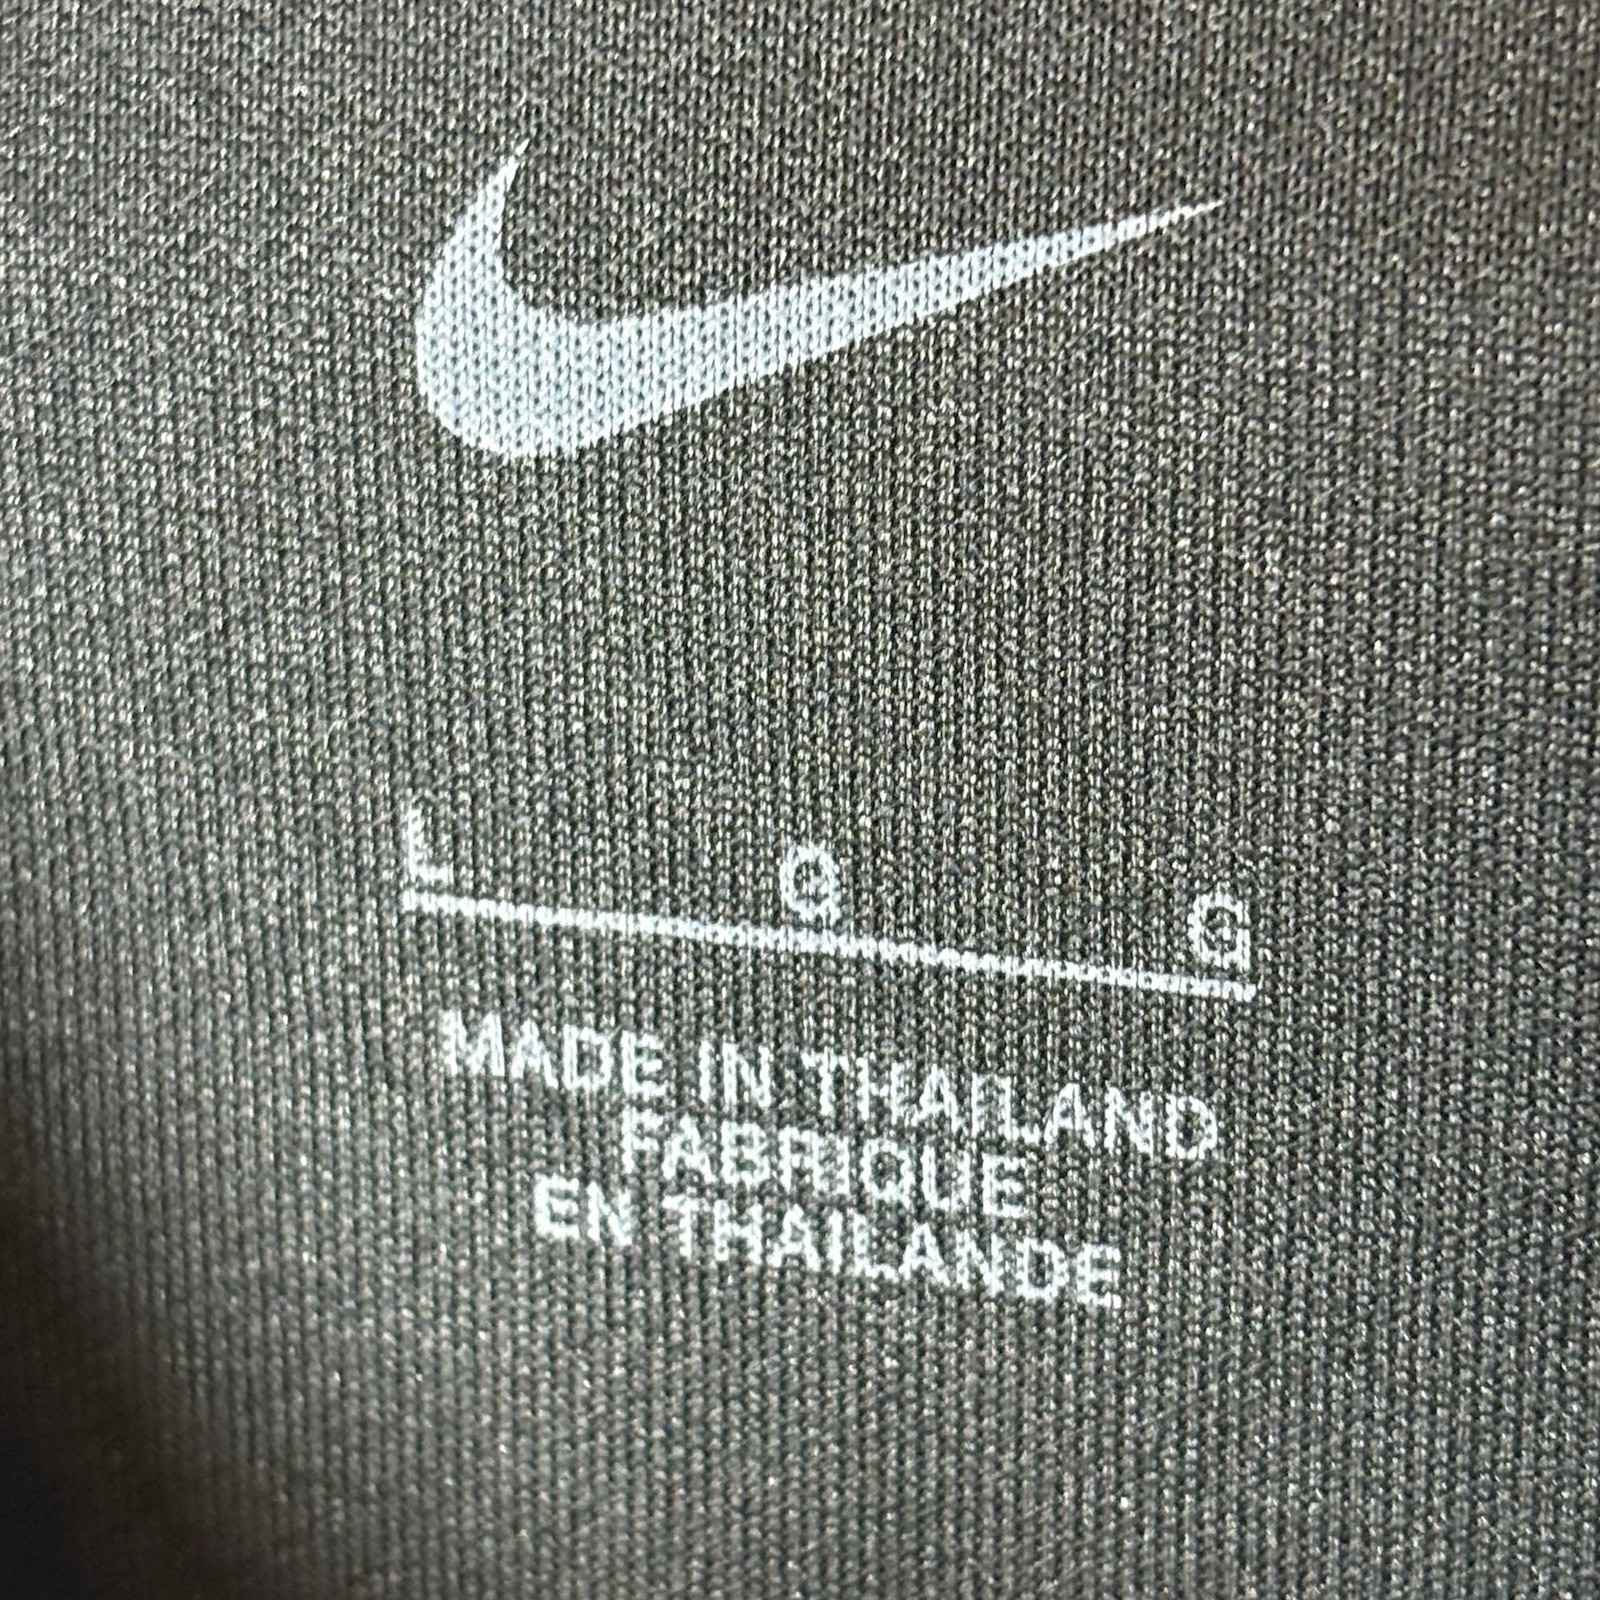 L G G
MADE IN THAILAND
FABRIQUE
EN THAILANDE